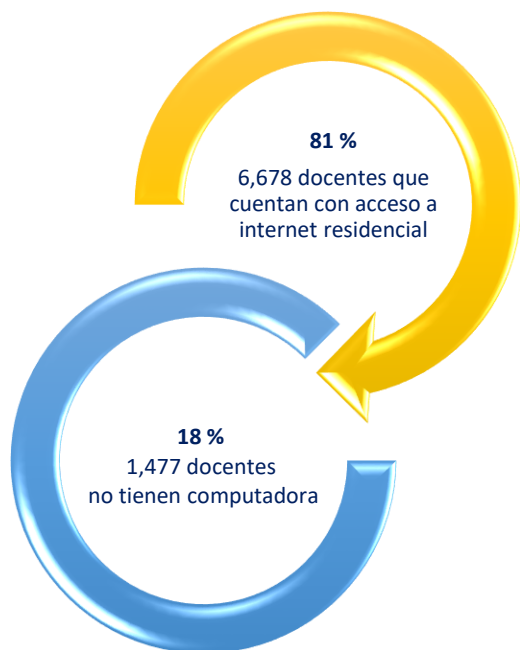 81 %
6,678 docentes que
cuentan con acceso a
internet residencial
18 %
1,477 docentes
no tienen computadora